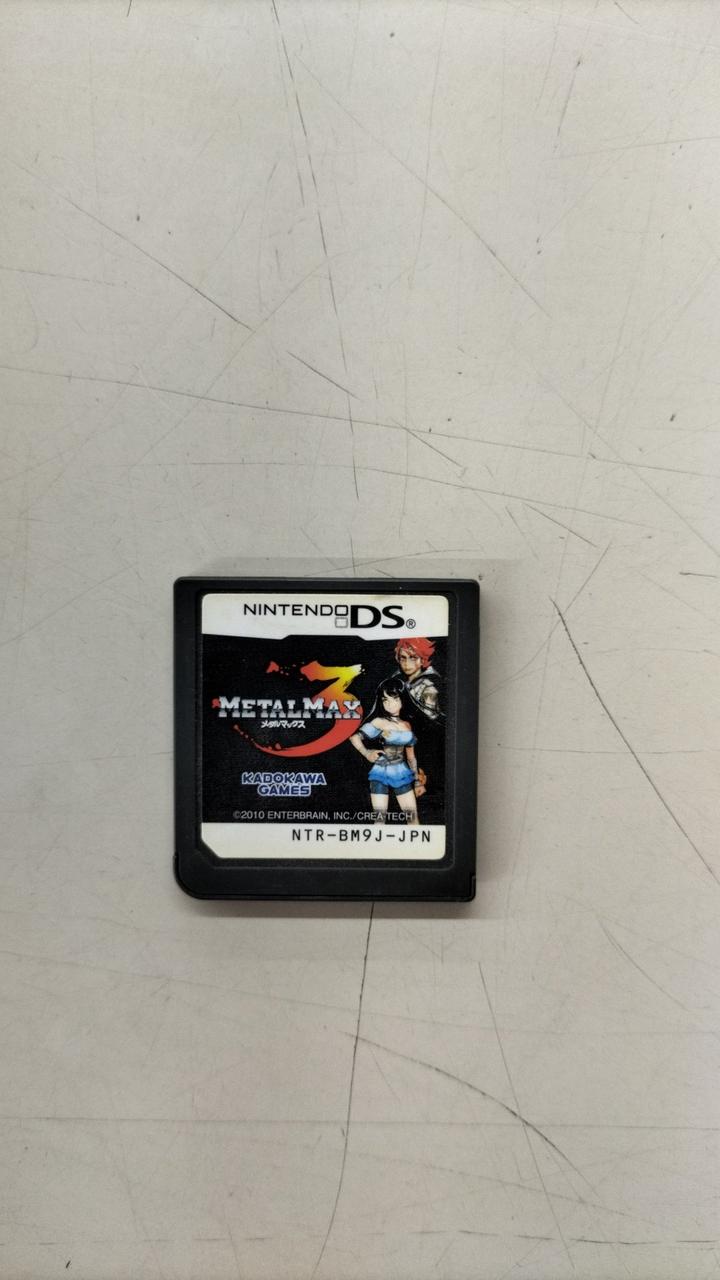 NINTENDO DS®
3
METALMAX
メタルマックス
KADOKAWA
GAMES
©2010 ENTERBRAIN, INC./CREA-TECH
NTR-BM9J-JPN